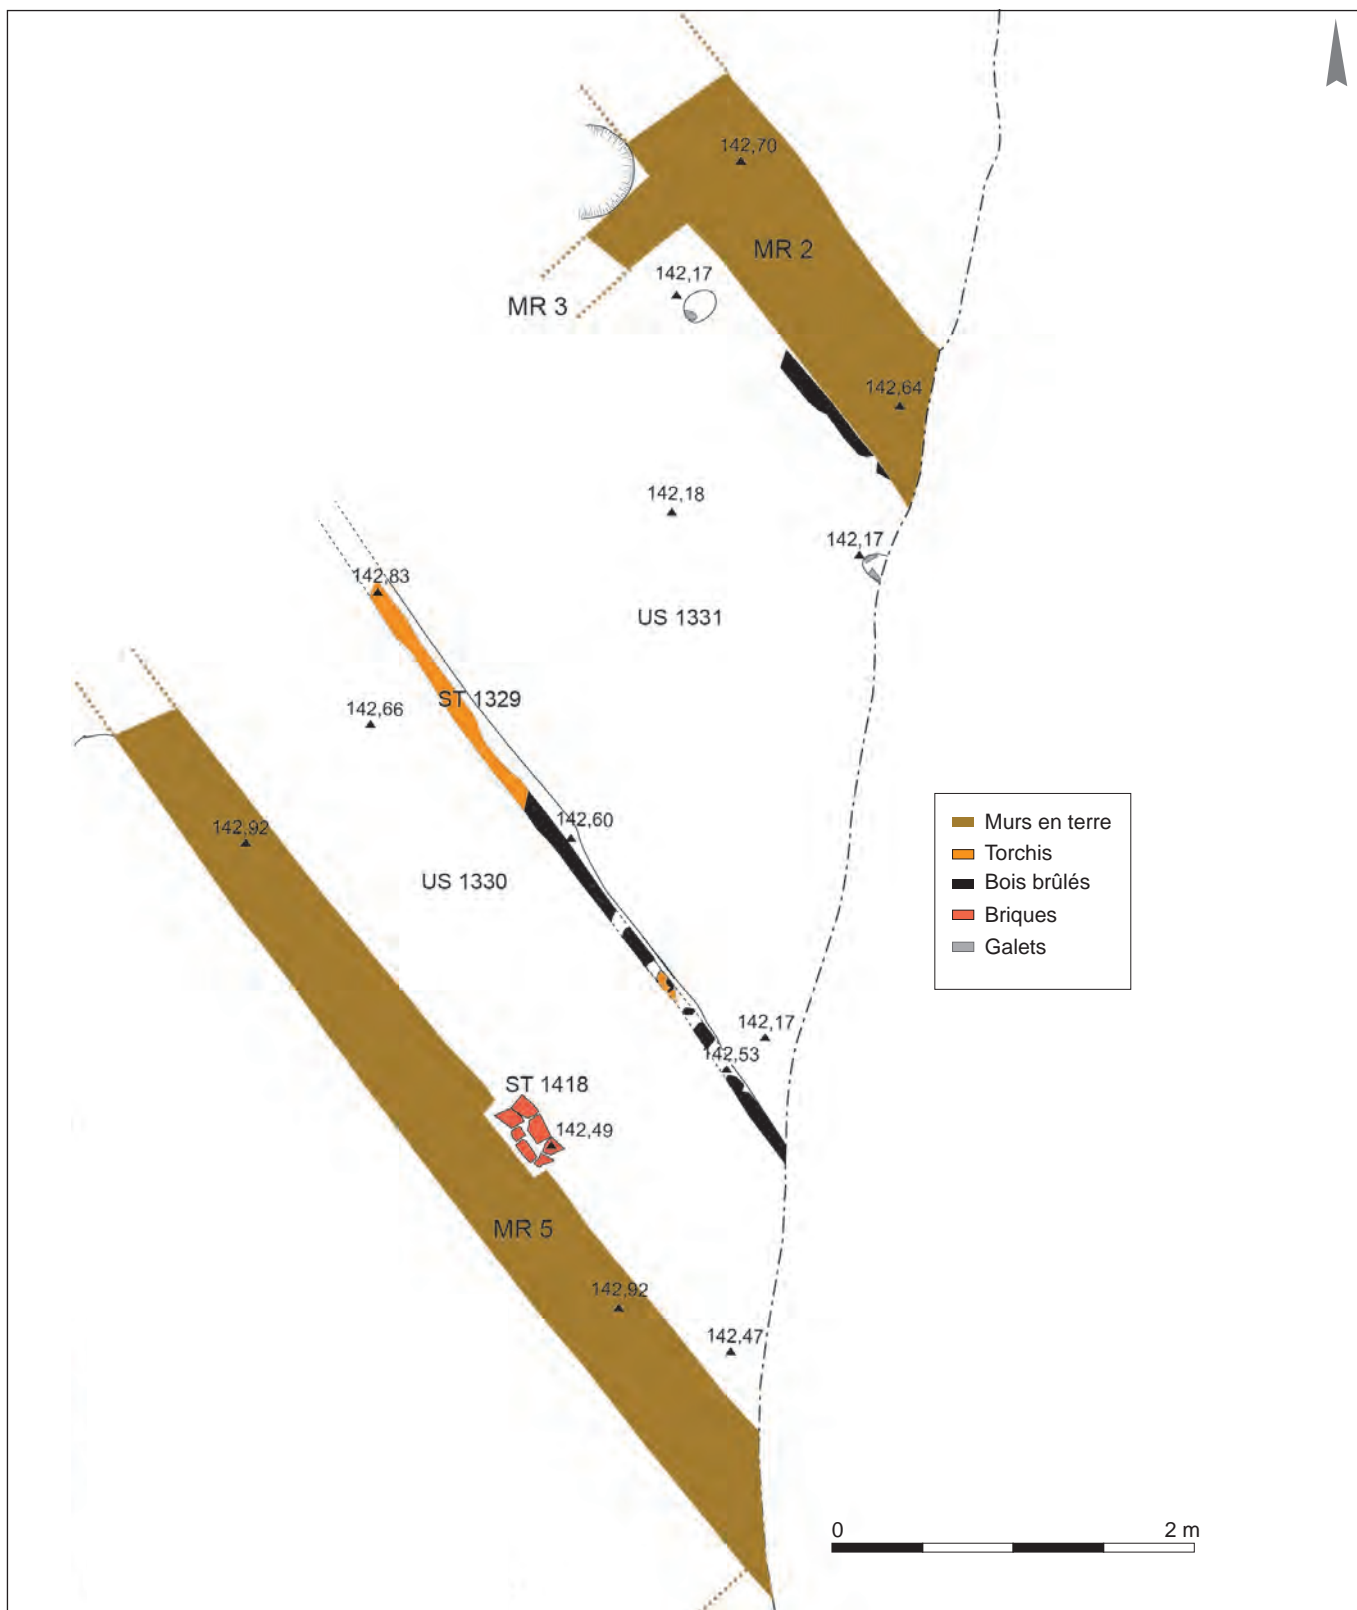 142,70
MR 2
142,17
MR 3
142,64
142,18
142,17
142,83
US 1331
ST 1329
142,66
142,60
142,92
US 1330
Murs en terre
Torchis
Bois brûlés
Briques
Galets
142,17
142,53
ST 1418
142,49
MR 5
142,92
142,47
0 2 m